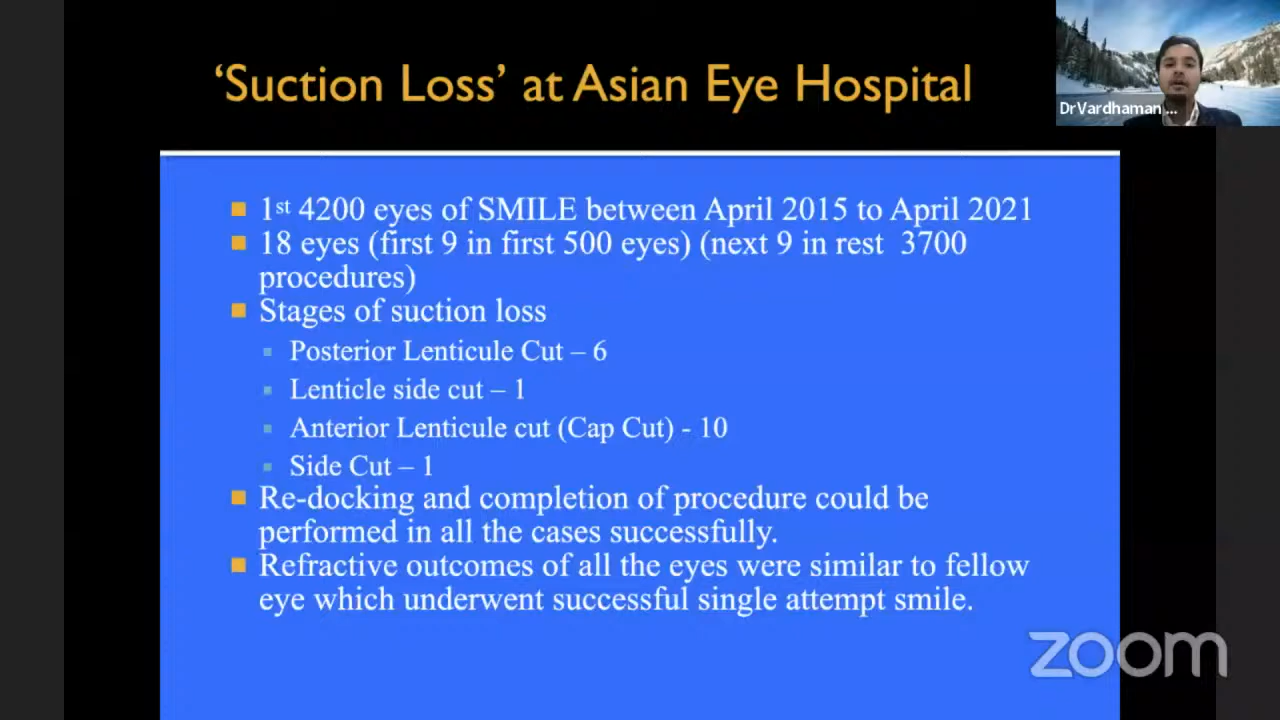 ‘Suction Loss’ at Asian Eye Hospital
DrVardhaman ...
1st 4200 eyes of SMILE between April 2015 to April 2021
18 eyes (first 9 in first 500 eyes) (next 9 in rest 3700
procedures)
Stages of suction loss
Posterior Lenticule Cut – 6
Lenticle side cut – 1
Anterior Lenticule cut (Cap Cut) - 10
Side Cut – 1
Re-docking and completion of procedure could be
performed in all the cases successfully.
Refractive outcomes of all the eyes were similar to fellow
eye which underwent successful single attempt smile.
zoom